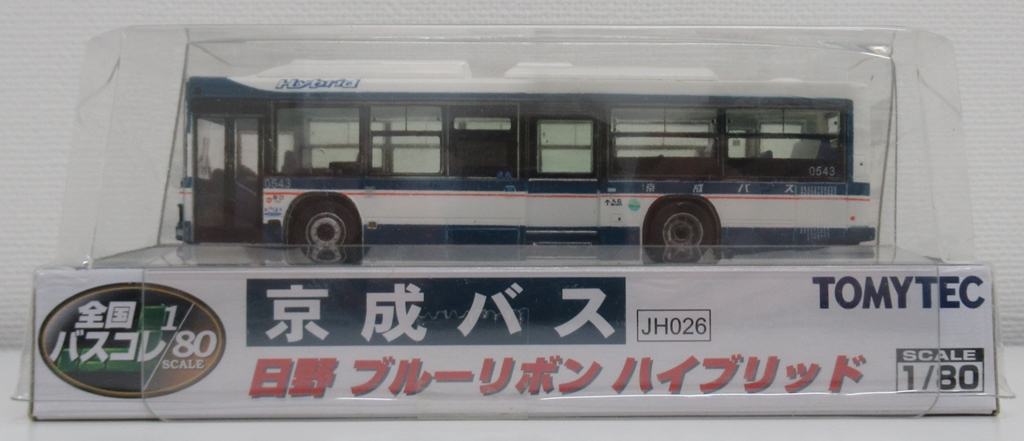 Hybrid
0543
0543
京成バス
全国
バスコレ
1/80
SCALE
京成バス
JH026
TOMYTEC
日野 ブルーリボン ハイブリッド
SCALE
1/80